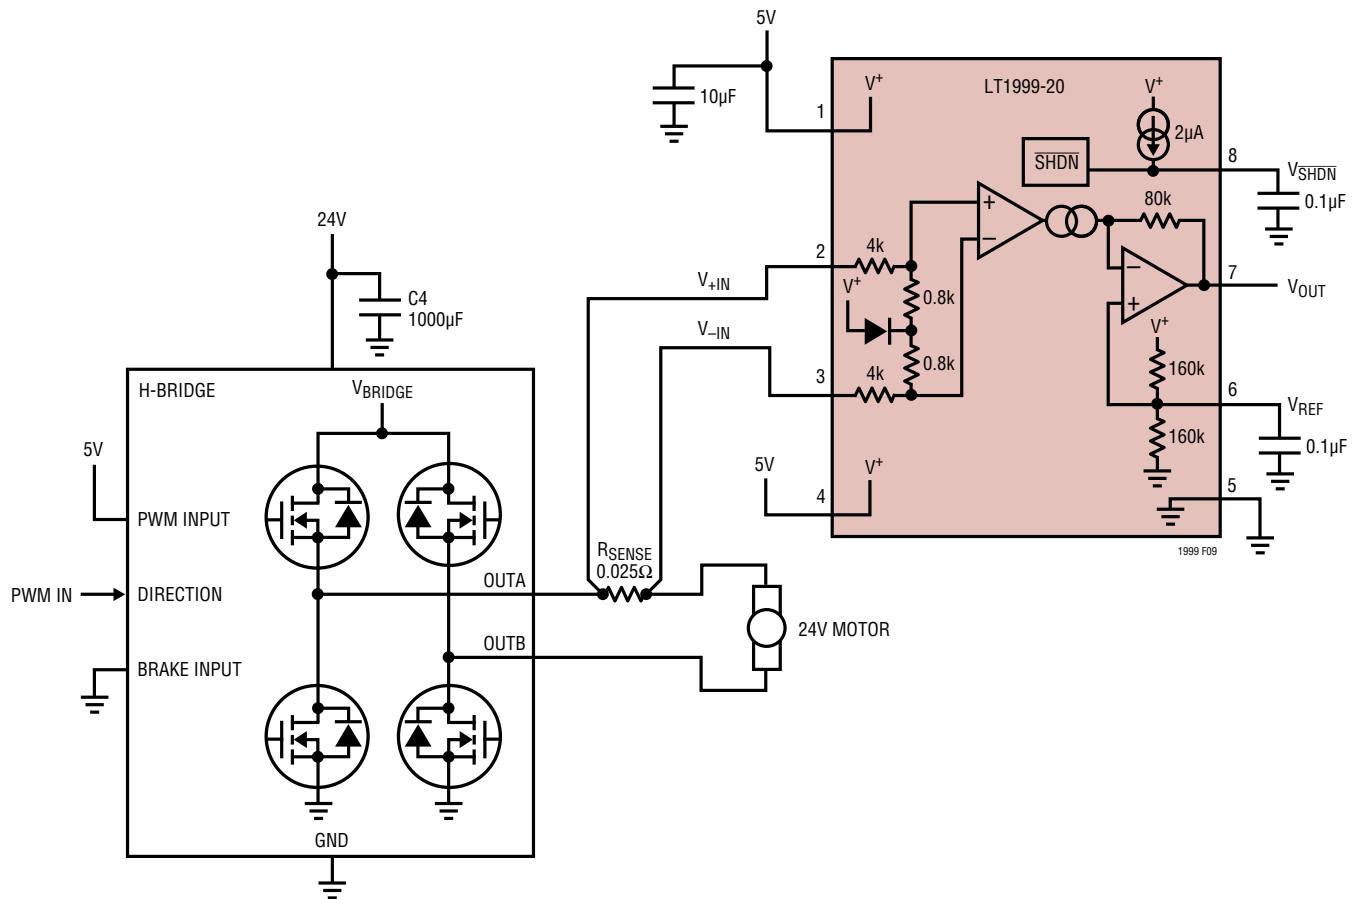 5V
10µF
1
V+
LT1999-20
V+
2µA
SHDN
8
VSHDN
0.1µF
80k
24V
2
4k
V+IN
V+
0.8k
7
VOUT
C4
1000µF
V–IN
V+
0.8k
160k
3
4k
6
VREF
H-BRIDGE
VBRIDGE
160k
0.1µF
5V
5V
4
V+
5
PWM INPUT
1999 F09
RSENSE
0.025Ω
OUTA
PWM IN
DIRECTION
24V MOTOR
OUTB
BRAKE INPUT
GND